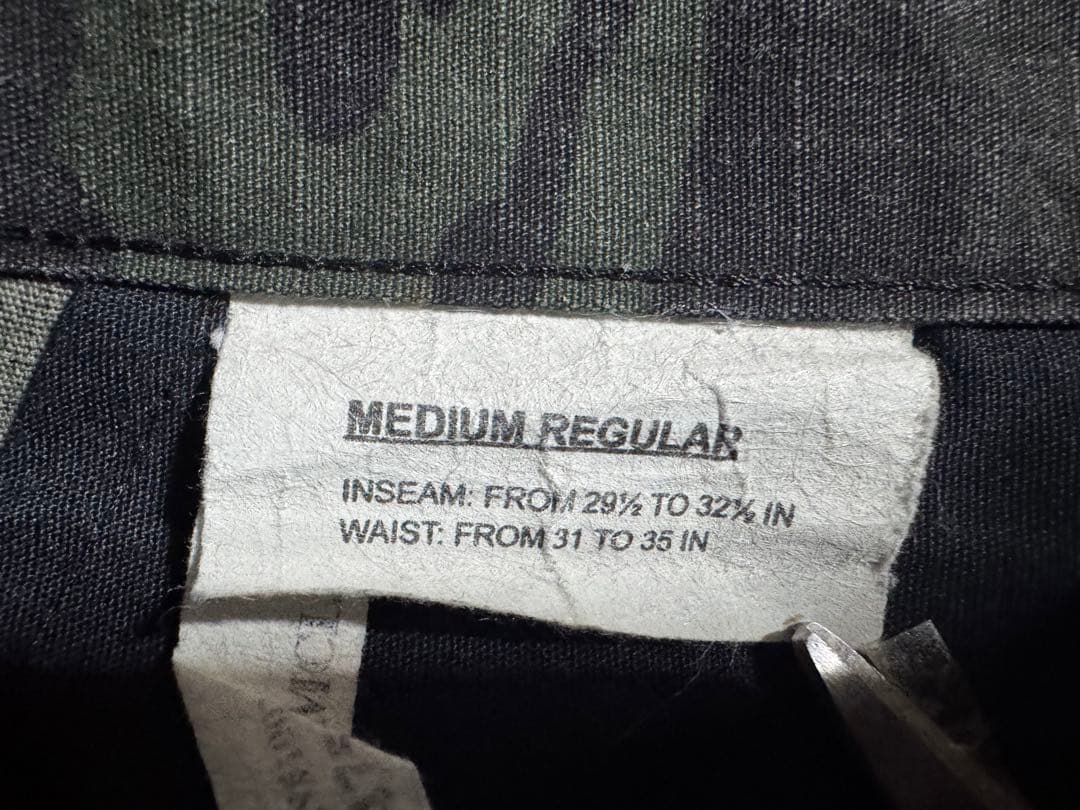 MEDIUM REGULAR
INSEAM: FROM 29½ TO 32½ IN
WAIST: FROM 31 TO 35 IN